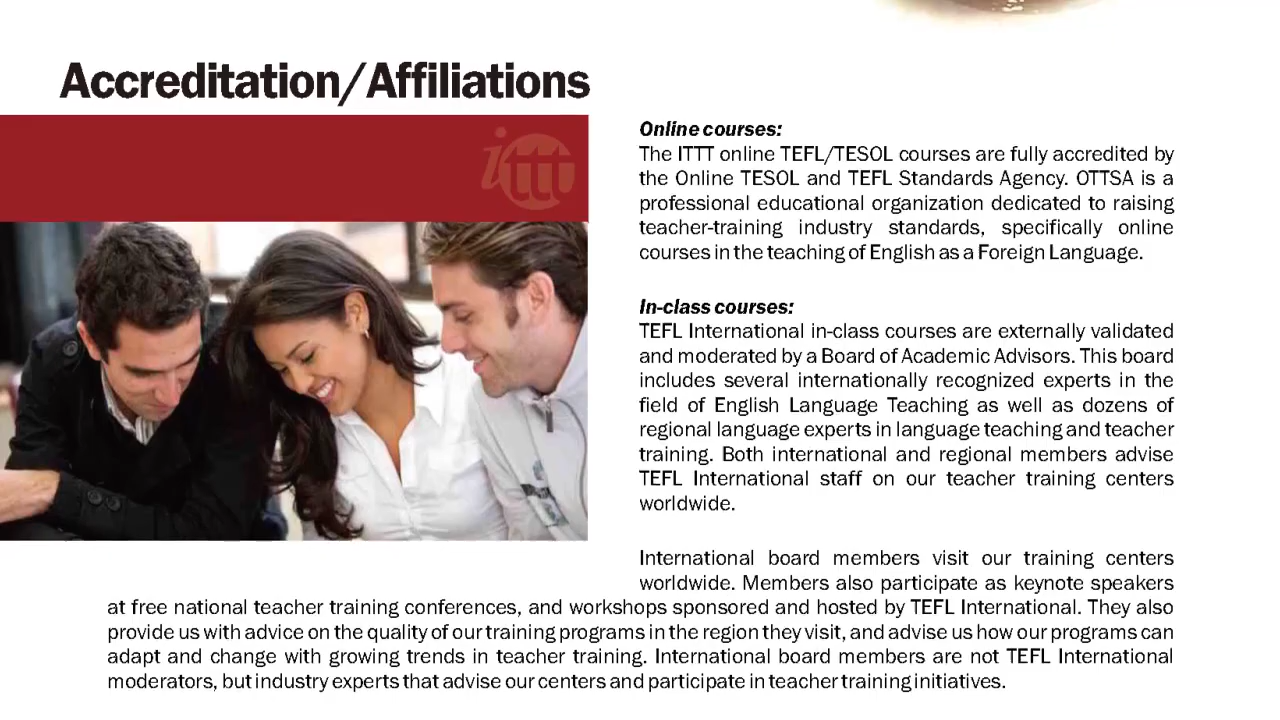 Accreditation/Affiliations
ittt
Online courses:
The ITTT online TEFL/TESOL courses are fully accredited by
the Online TESOL and TEFL Standards Agency. OTTSA is a
professional educational organization dedicated to raising
teacher-training industry standards, specifically online
courses in the teaching of English as a Foreign Language.
In-class courses:
TEFL International in-class courses are externally validated
and moderated by a Board of Academic Advisors. This board
includes several internationally recognized experts in the
field of English Language Teaching as well as dozens of
regional language experts in language teaching and teacher
training. Both international and regional members advise
TEFL International staff on our teacher training centers
worldwide.
International board members visit our training centers
worldwide. Members also participate as keynote speakers
at free national teacher training conferences, and workshops sponsored and hosted by TEFL International. They also
provide us with advice on the quality of our training programs in the region they visit, and advise us how our programs can
adapt and change with growing trends in teacher training. International board members are not TEFL International
moderators, but industry experts that advise our centers and participate in teacher training initiatives.